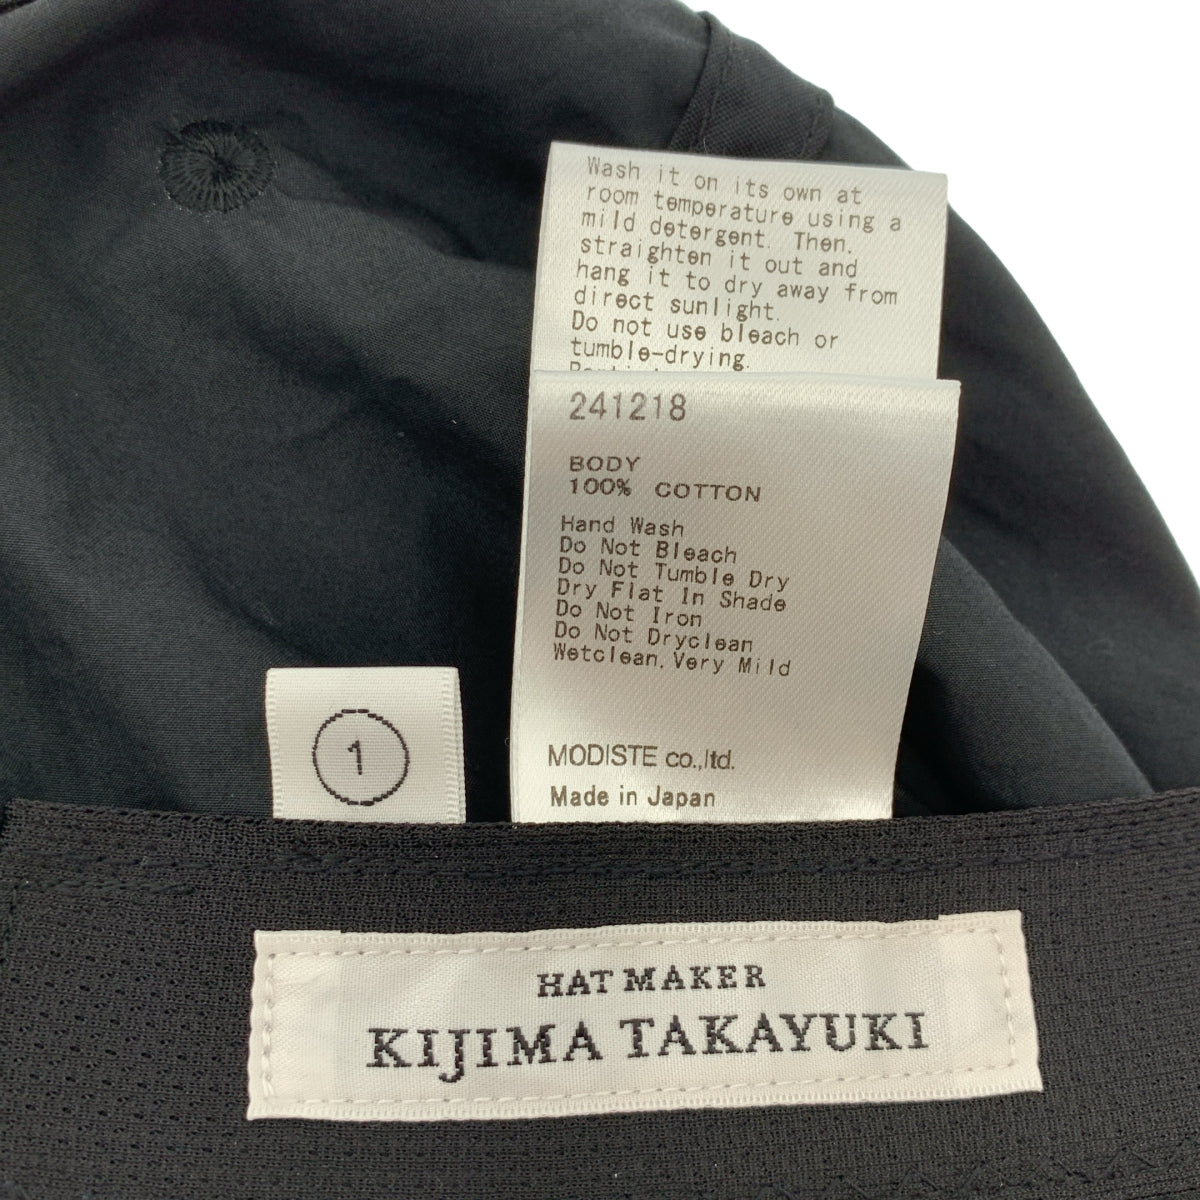 Wash it on its own at
room temperature using a
mild detergent. Then.
straighten it out and
hang it to dry away from
direct sunlight.
Do not use bleach or
tumble-drying.
241218
BODY
100% COTTON
Hand Wash
Do Not Bleach
Do Not Tumble Dry
Dry Flat In Shade
Do Not Iron
Do Not Dryclean
Wetclean. Very Mild
MODISTE co.,ltd.
Made in Japan
1
HAT MAKER
KIJIMA TAKAYUKI